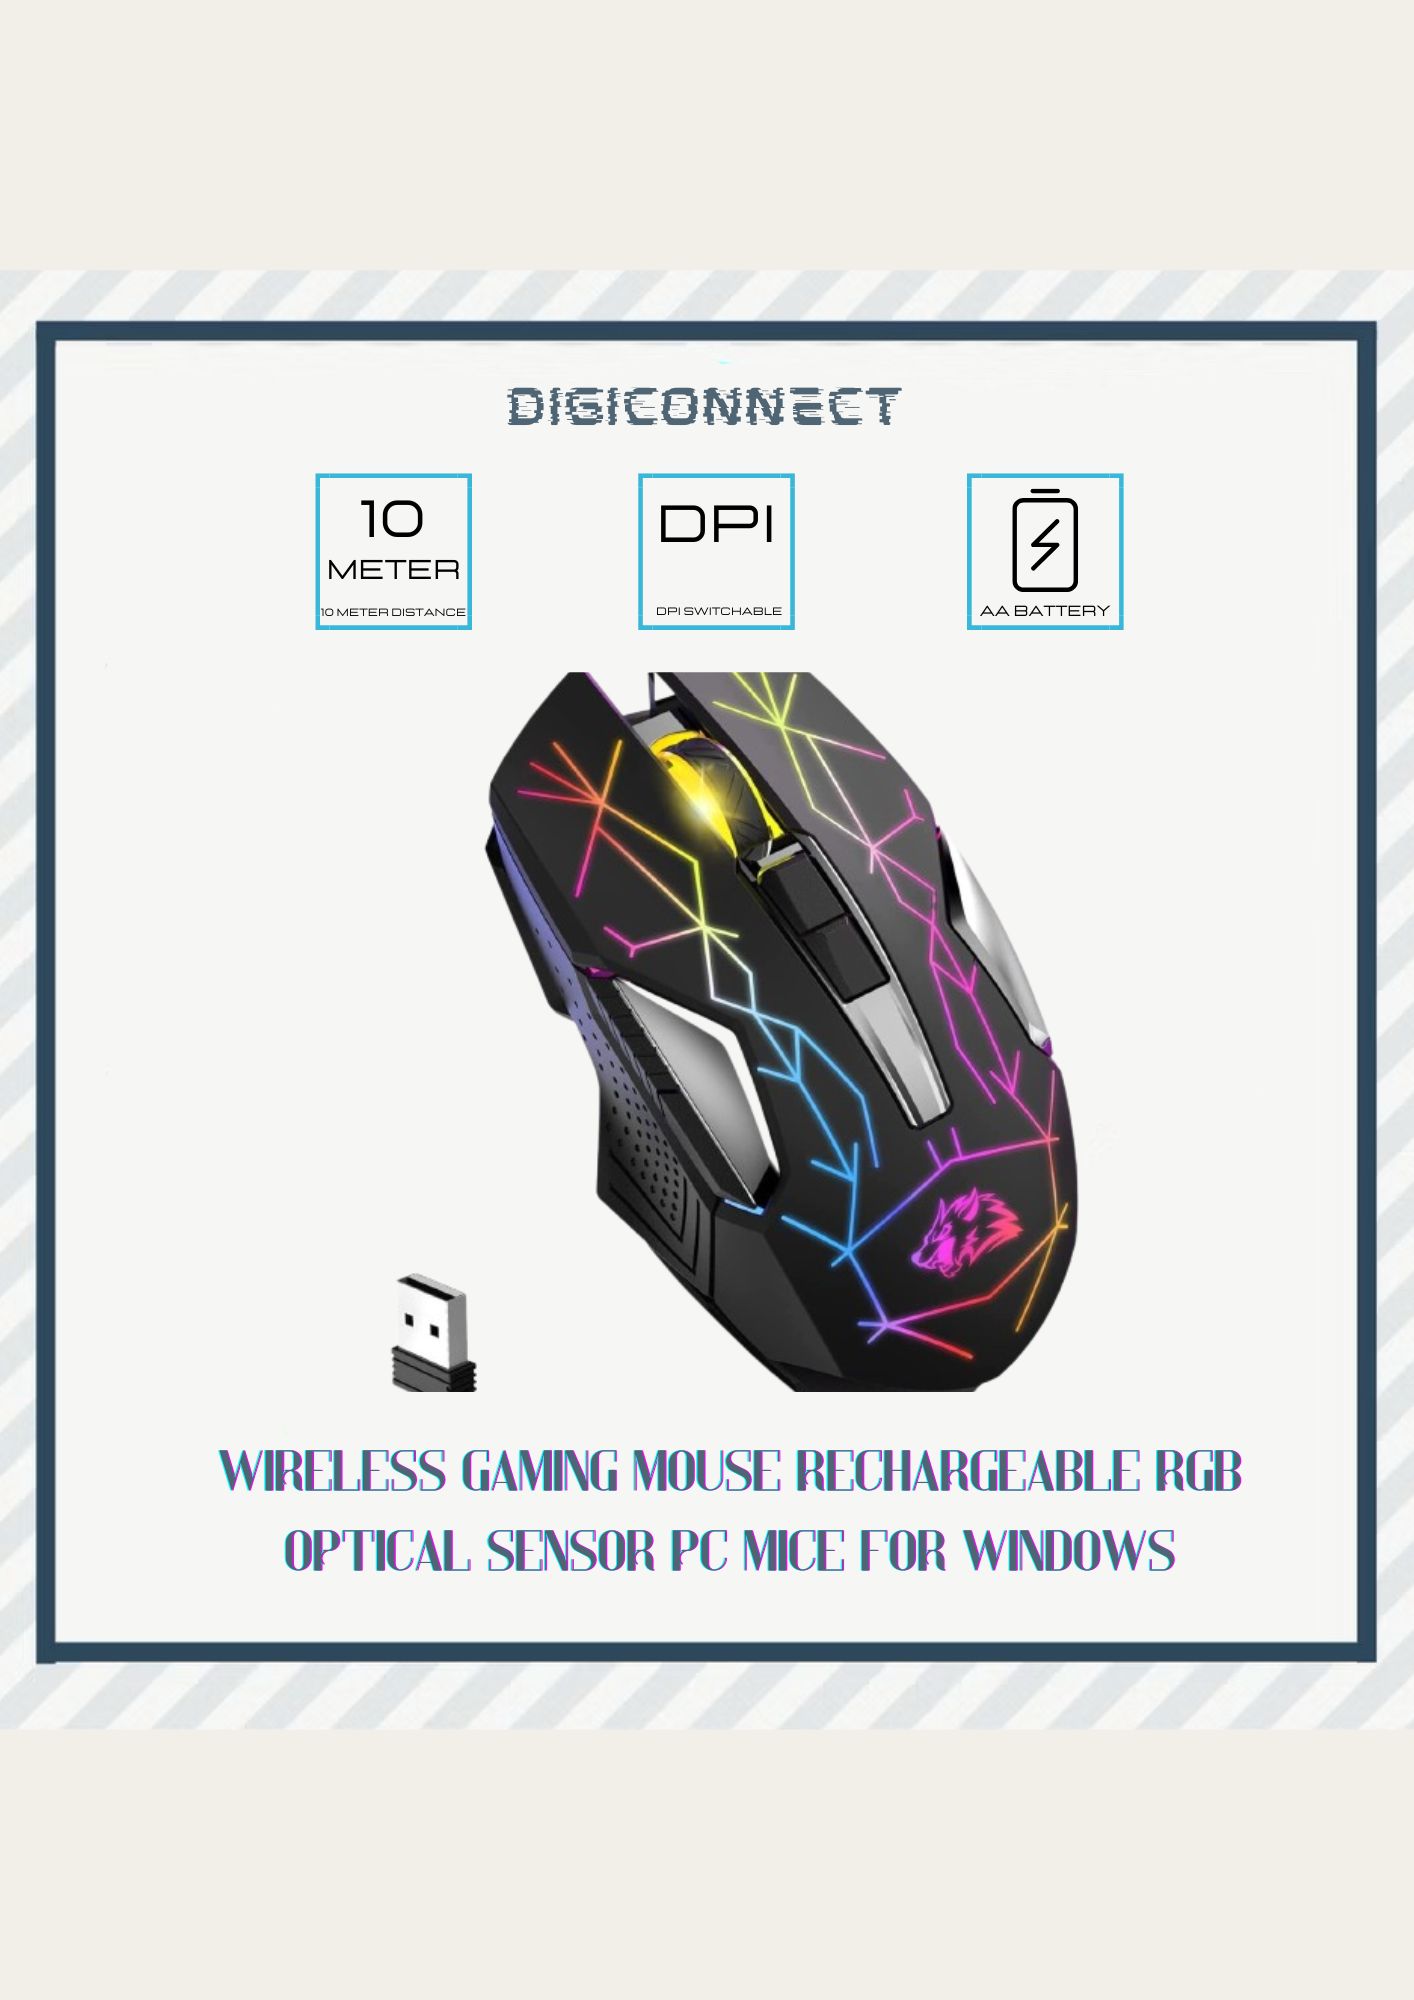 DIGICONNECT
10
METER
10 METER DISTANCE
DPI
DPI SWITCHABLE
AA BATTERY
WIRELESS GAMING MOUSE RECHARGEABLE RGB
OPTICAL SENSOR PC MICE FOR WINDOWS